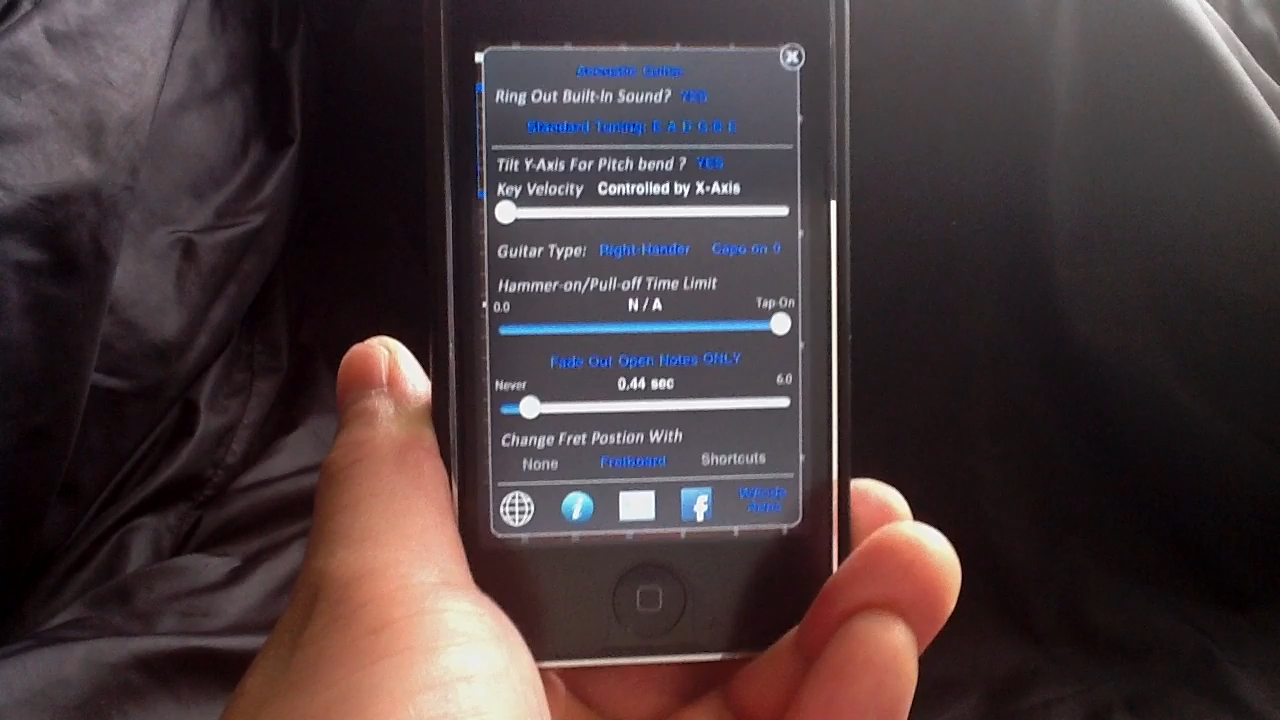 Acoustic Guitar
Ring Out Built-In Sound? YES
Standard Tuning: E A D G B E
Tilt Y-Axis For Pitch bend ? YES
Key Velocity Controlled by X-Axis
Guitar Type: Right-Hander Capo on 0
Hammer-on/Pull-off Time Limit
0.0 N / A Tap-On
Fade Out Open Notes ONLY
Never 0.44 sec 6.0
Change Fret Postion With
None Fretboard Shortcuts
f